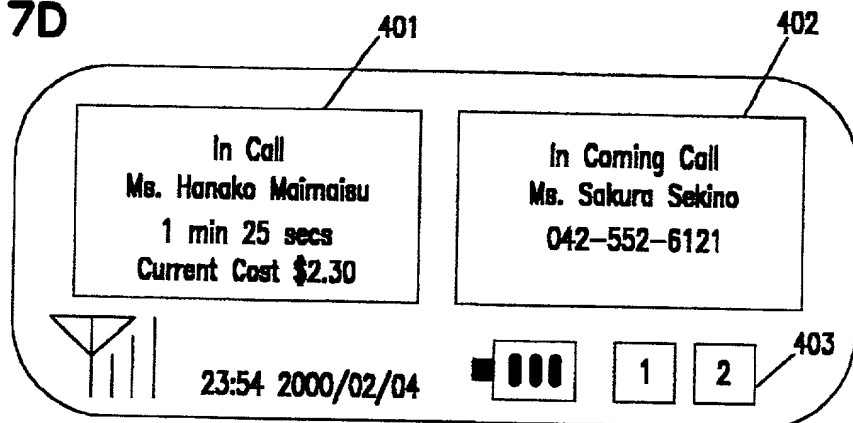 7D
401
402
In Call
Ms. Hanako Maimaisu
1 min 25 secs
Current Cost $2.30
In Coming Call
Ms. Sakura Sekino
042-552-6121
23:54 2000/02/04
1
2
403